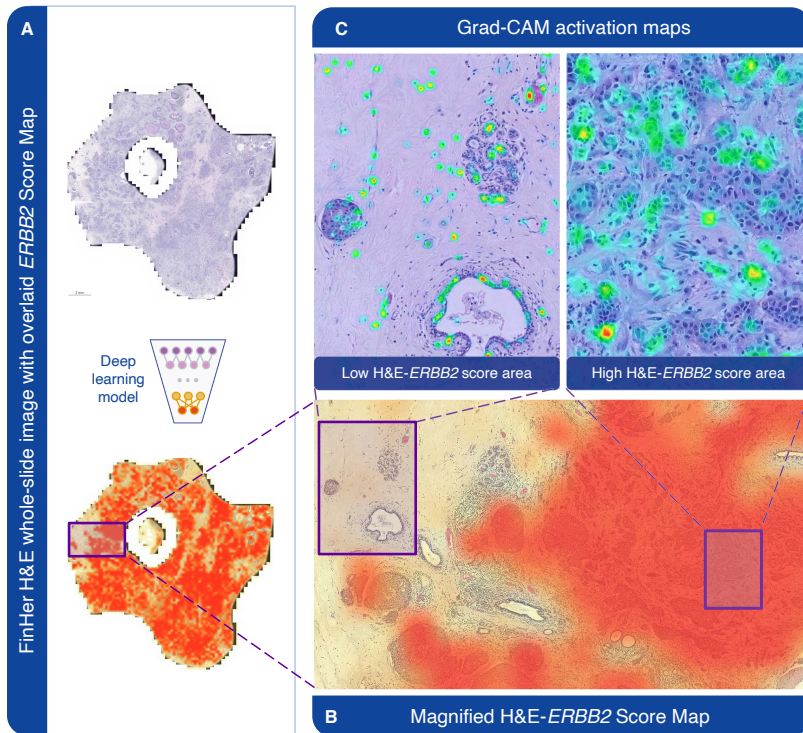 A
FinHer H&E whole-slide image with overlaid ERBB2 Score Map
Deep
learning
model
C
Grad-CAM activation maps
Low H&E-ERBB2 score area
High H&E-ERBB2 score area
B
Magnified H&E-ERBB2 Score Map